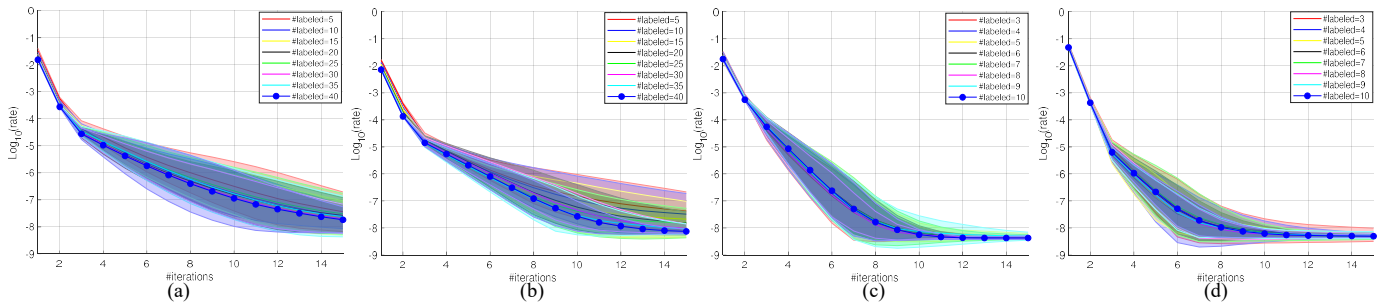 0
-1
-2
-3
-4
-5
-6
-7
-8
-9
2
4
6
8
10
12
14
Log10(rate)
#iterations
#labeled=5
#labeled=10
#labeled=15
#labeled=20
#labeled=25
#labeled=30
#labeled=35
#labeled=40
(a)
0
-1
-2
-3
-4
-5
-6
-7
-8
-9
2
4
6
8
10
12
14
Log10(rate)
#iterations
#labeled=5
#labeled=10
#labeled=15
#labeled=20
#labeled=25
#labeled=30
#labeled=35
#labeled=40
(b)
0
-1
-2
-3
-4
-5
-6
-7
-8
-9
2
4
6
8
10
12
14
Log10(rate)
#iterations
#labeled=3
#labeled=4
#labeled=5
#labeled=6
#labeled=7
#labeled=8
#labeled=9
#labeled=10
(c)
0
-1
-2
-3
-4
-5
-6
-7
-8
-9
2
4
6
8
10
12
14
Log10(rate)
#iterations
#labeled=3
#labeled=4
#labeled=5
#labeled=6
#labeled=7
#labeled=8
#labeled=9
#labeled=10
(d)